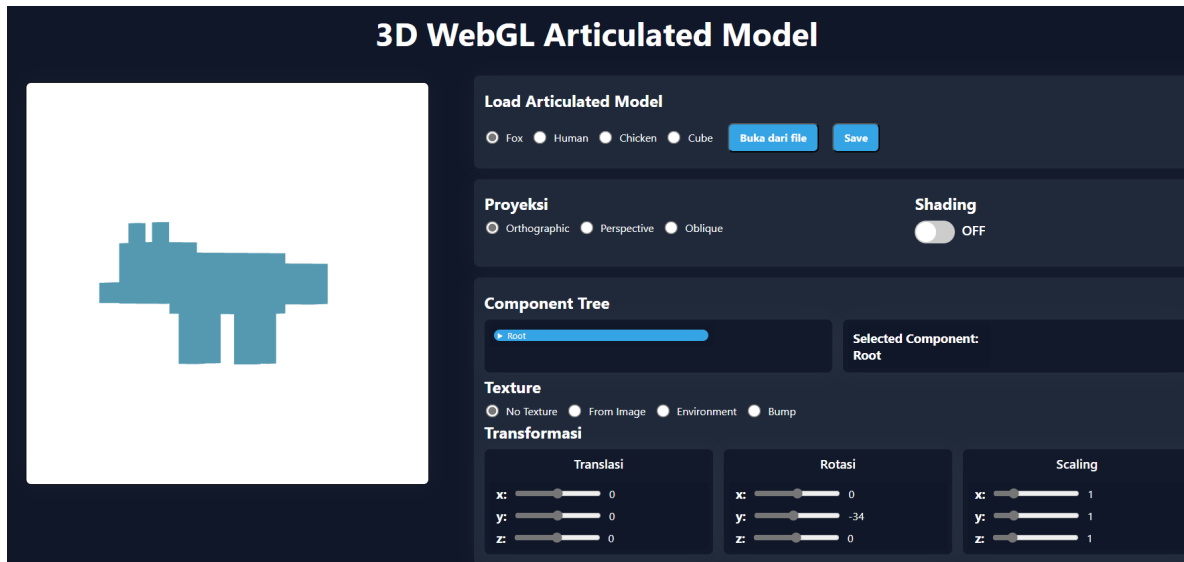 3D WebGL Articulated Model
Load Articulated Model
Fox Human Chicken Cube Buka dari file Save
Proyeksi
Orthographic Perspective Oblique
Shading
OFF
Component Tree
Root
Selected Component:
Root
Texture
No Texture From Image Environment Bump
Transformasi
Translasi
x: 0
y: 0
z: 0
Rotasi
x: 0
y: -34
z: 0
Scaling
x: 1
y: 1
z: 1